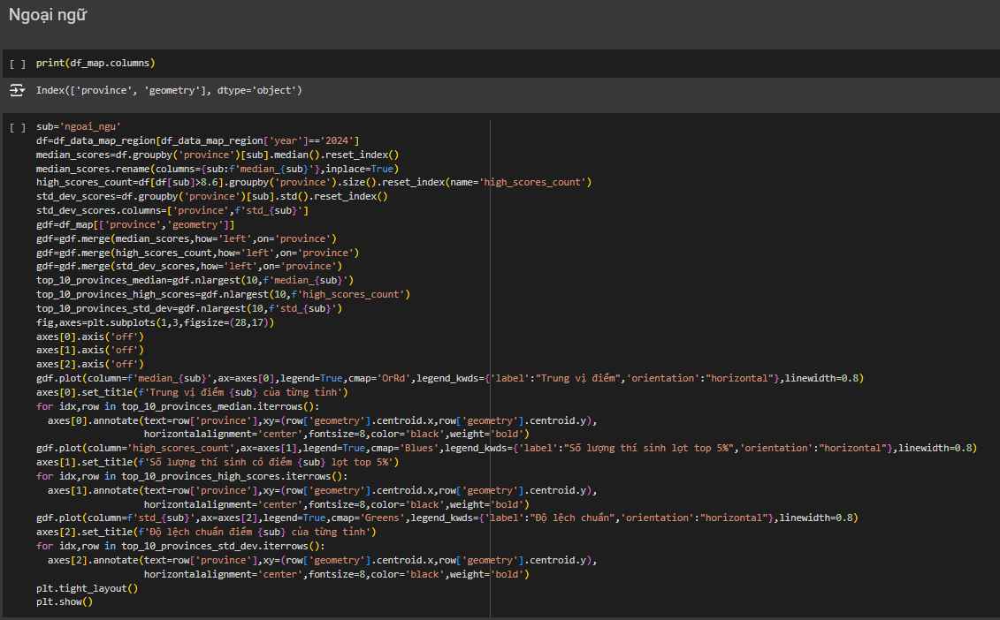 Ngoại ngữ
[ ] print(df_map.columns)
Index(['province', 'geometry'], dtype='object')
[ ] sub='ngoai_ngu'
df=df_data_map_region[df_data_map_region['year']=='2024']
median_scores=df.groupby('province')[sub].median().reset_index()
median_scores.rename(columns={sub:f'median_{sub}'},inplace=True)
high_scores_count=df[df[sub]>8.6].groupby('province').size().reset_index(name='high_scores_count')
std_dev_scores=df.groupby('province')[sub].std().reset_index()
std_dev_scores.columns=['province',f'std_{sub}']
gdf=df_map[['province','geometry']]
gdf=gdf.merge(median_scores,how='left',on='province')
gdf=gdf.merge(high_scores_count,how='left',on='province')
gdf=gdf.merge(std_dev_scores,how='left',on='province')
top_10_provinces_median=gdf.nlargest(10,f'median_{sub}')
top_10_provinces_high_scores=gdf.nlargest(10,f'high_scores_count')
top_10_provinces_std_dev=gdf.nlargest(10,f'std_{sub}')
fig,axes=plt.subplots(1,3,figsize=(28,17))
axes[0].axis('off')
axes[1].axis('off')
axes[2].axis('off')
gdf.plot(column=f'median_{sub}',ax=axes[0],legend=True,cmap='OrRd',legend_kwds={'label':"Trung vị điểm",'orientation':"horizontal"},linewidth=0.8)
axes[0].set_title(f'Trung vị điểm {sub} của từng tỉnh')
for idx,row in top_10_provinces_median.iterrows():
  axes[0].annotate(text=row['province'],xy=(row['geometry'].centroid.x,row['geometry'].centroid.y),
                   horizontalalignment='center',fontsize=8,color='black',weight='bold')
gdf.plot(column='high_scores_count',ax=axes[1],legend=True,cmap='Blues',legend_kwds={'label':"Số lượng thí sinh lọt top 5%",'orientation':"horizontal"},linewidth=0.8)
axes[1].set_title(f'Số lượng thí sinh có điểm {sub} lọt top 5%')
for idx,row in top_10_provinces_high_scores.iterrows():
  axes[1].annotate(text=row['province'],xy=(row['geometry'].centroid.x,row['geometry'].centroid.y),
                   horizontalalignment='center',fontsize=8,color='black',weight='bold')
gdf.plot(column=f'std_{sub}',ax=axes[2],legend=True,cmap='Greens',legend_kwds={'label':"Độ lệch chuẩn",'orientation':"horizontal"},linewidth=0.8)
axes[2].set_title(f'Độ lệch chuẩn điểm {sub} của từng tỉnh')
for idx,row in top_10_provinces_std_dev.iterrows():
  axes[2].annotate(text=row['province'],xy=(row['geometry'].centroid.x,row['geometry'].centroid.y),
                   horizontalalignment='center',fontsize=8,color='black',weight='bold')
plt.tight_layout()
plt.show()